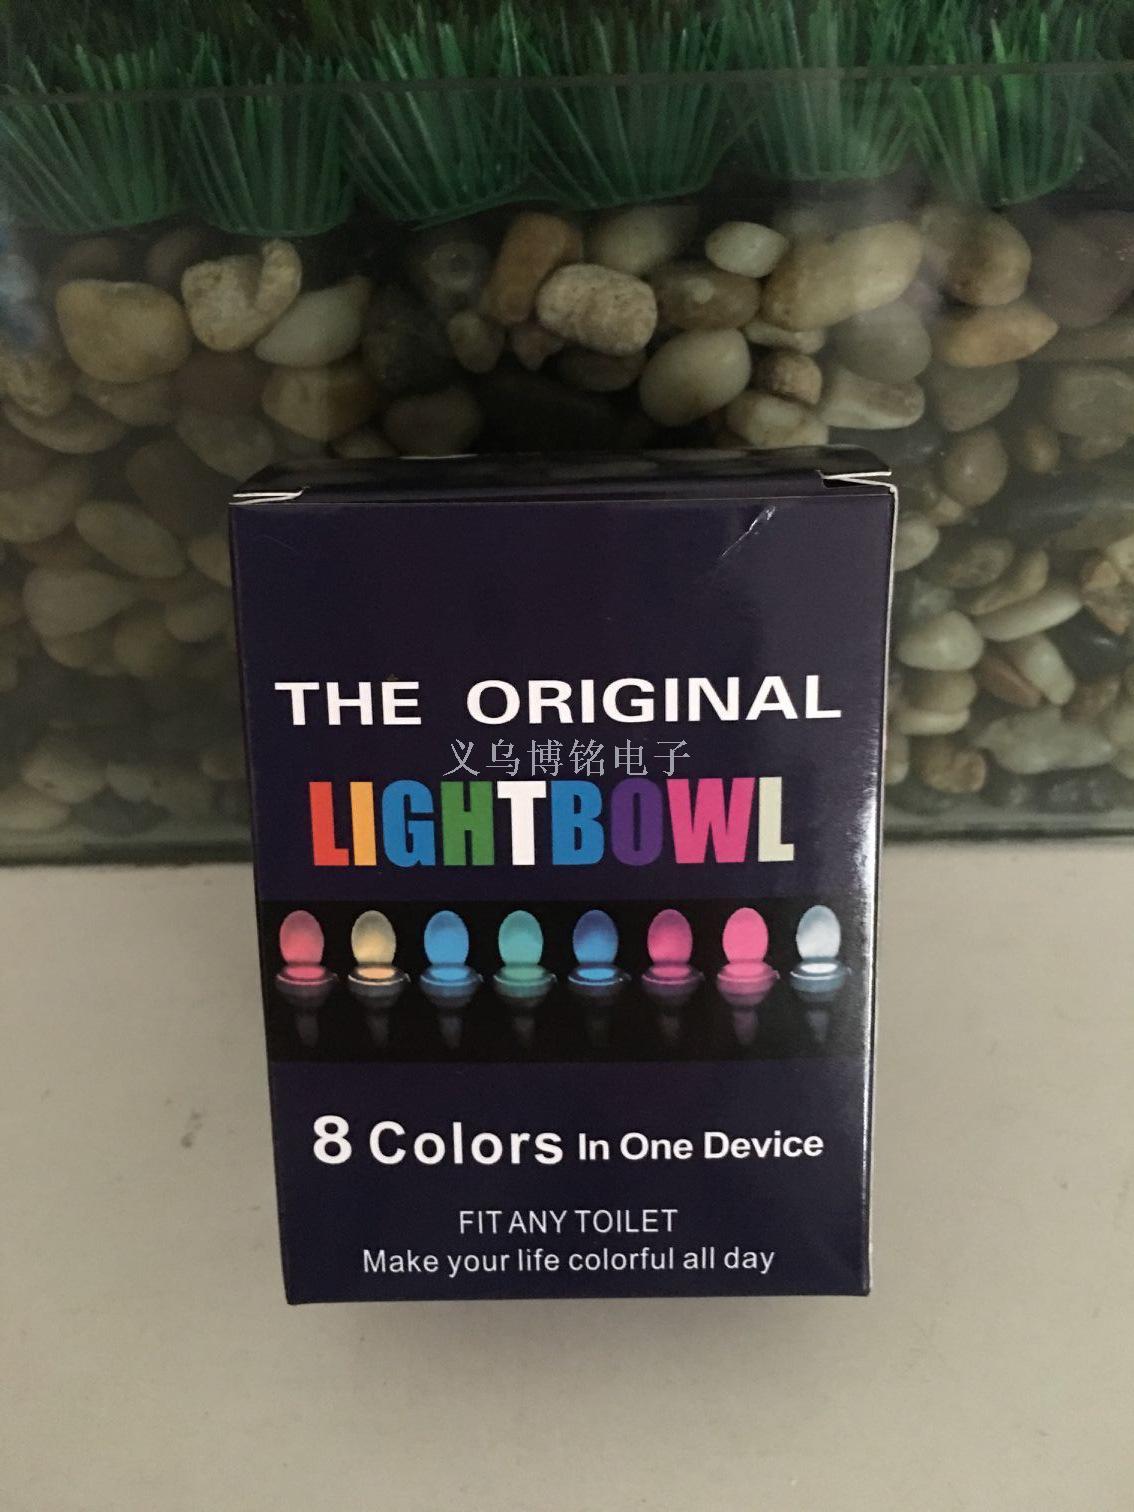 THE ORIGINAL
义乌博铭电子
LIGHTBOWL
8 Colors In One Device
FIT ANY TOILET
Make your life colorful all day